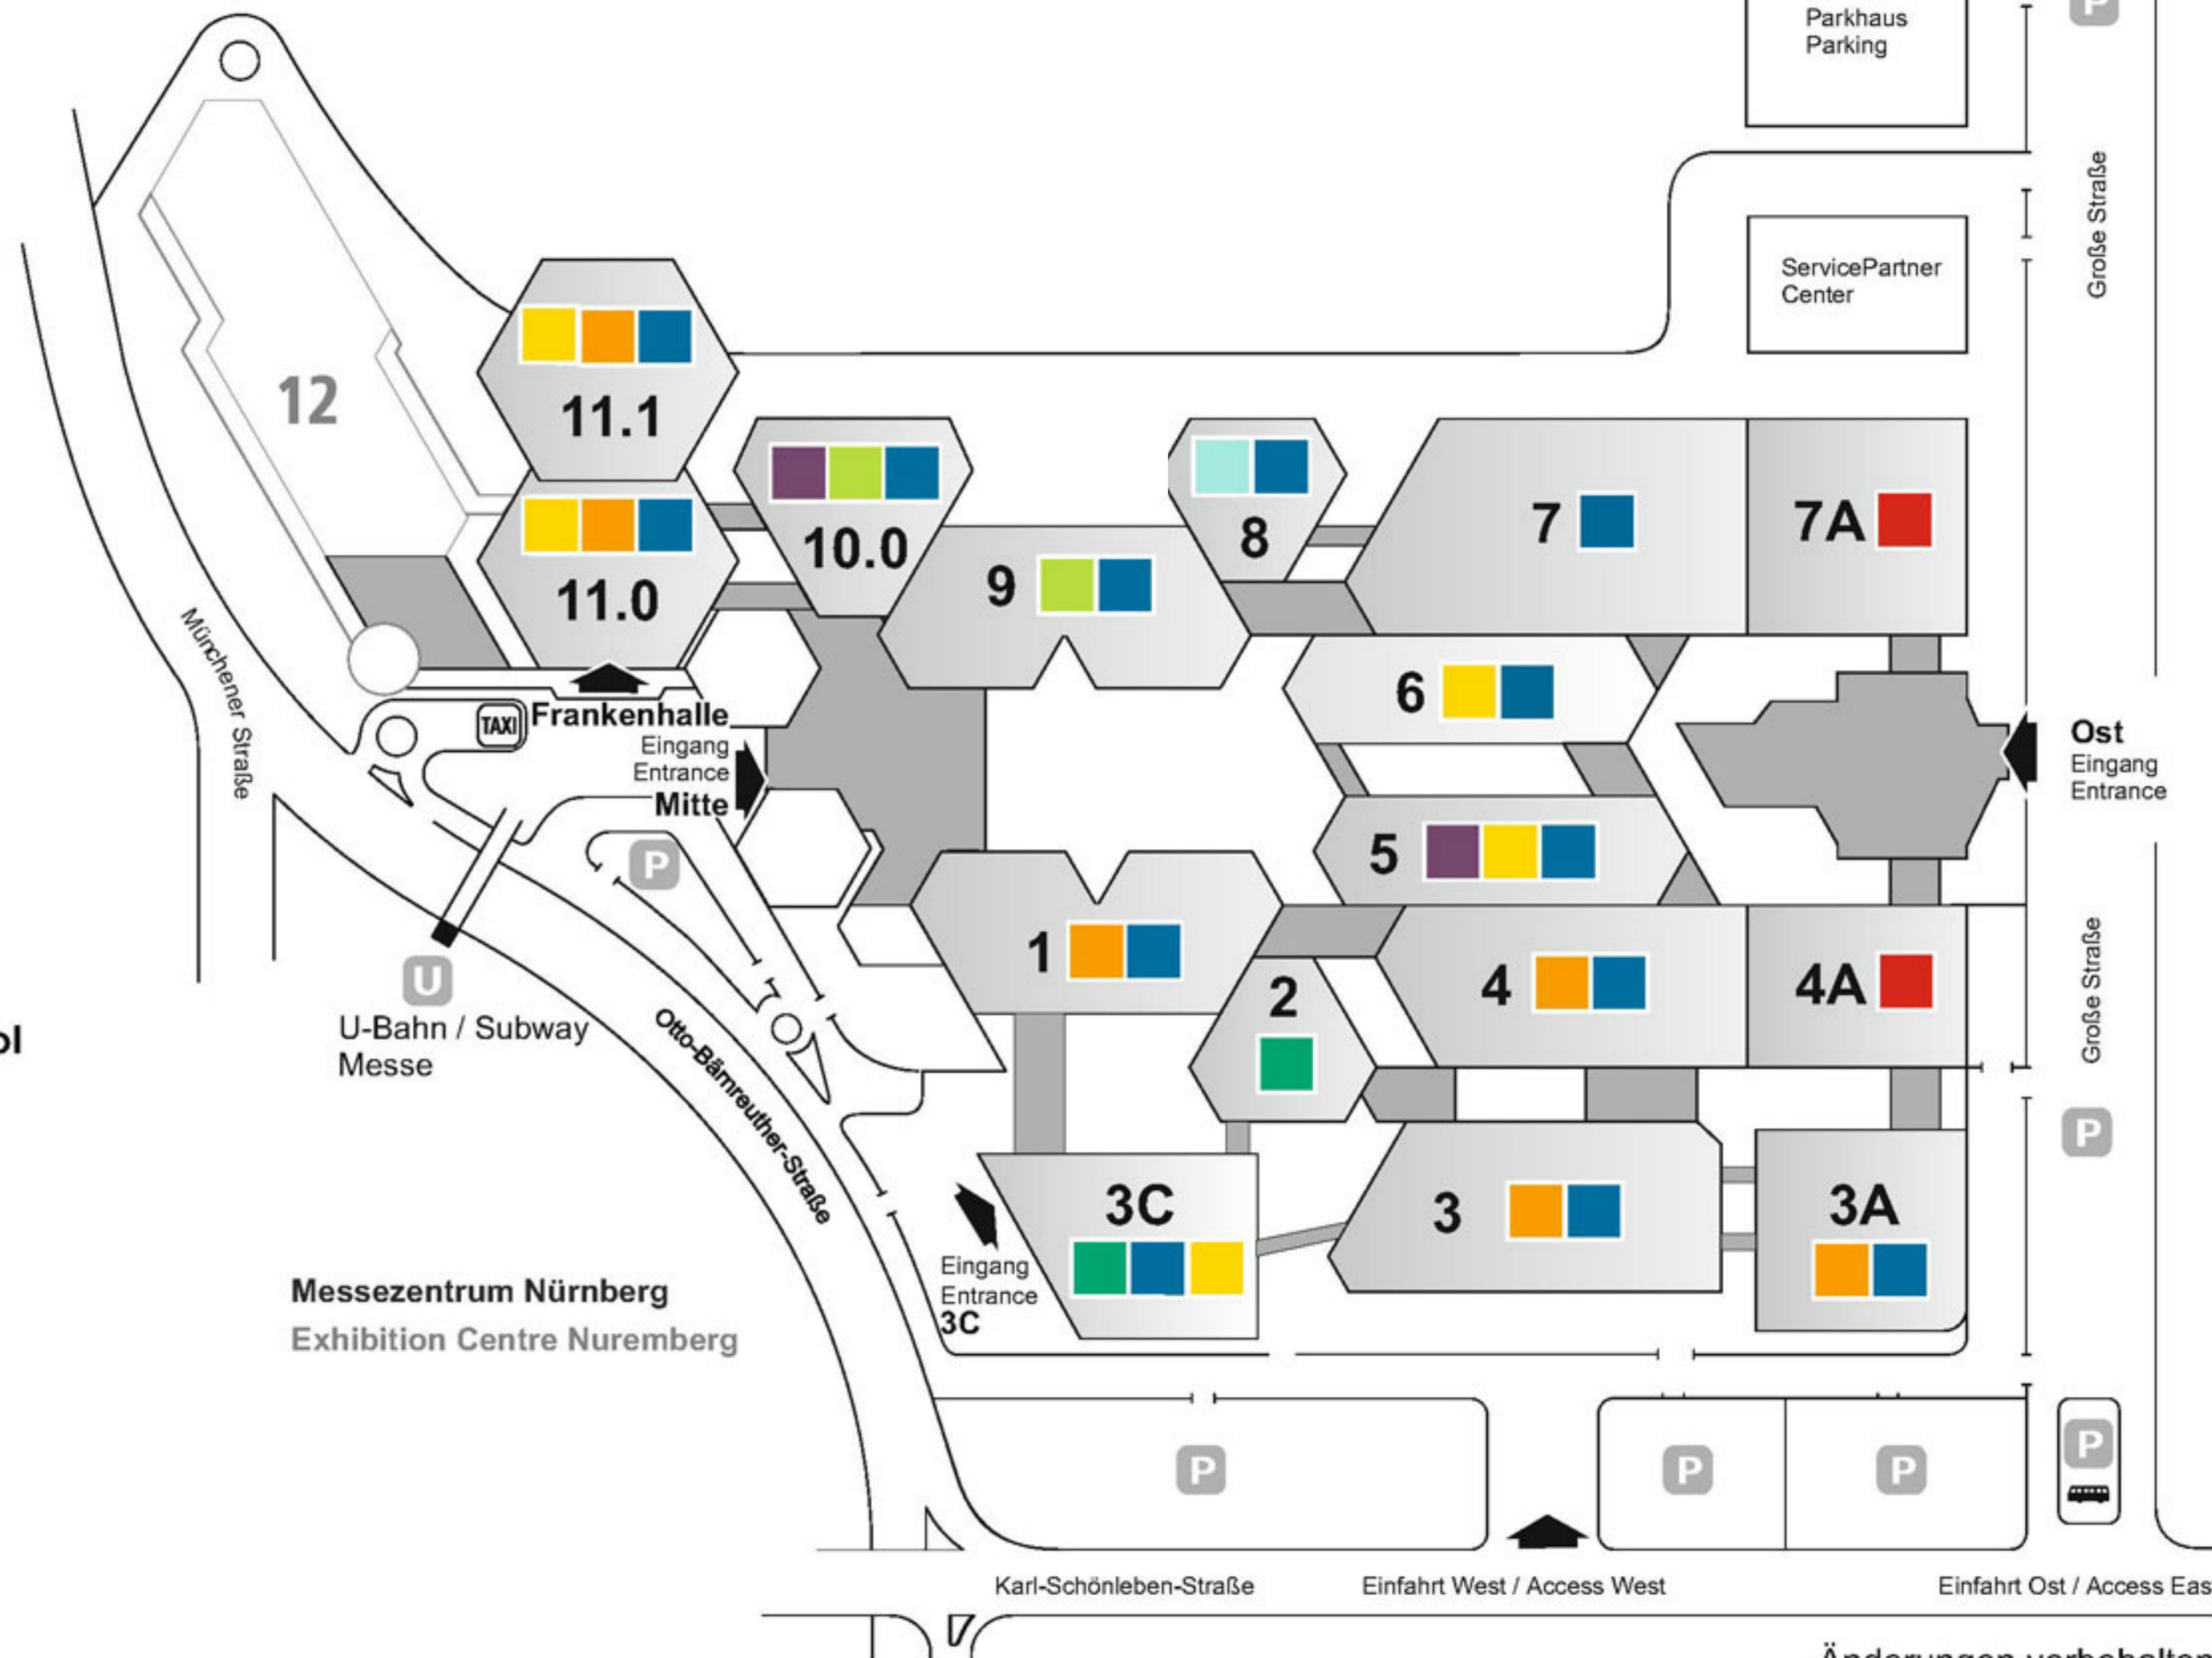 P
Parkhaus
Parking
Große Straße
ServicePartner
Center
12
11.1
11.0
10.0
9
8
7
7A
6
5
Münchener Straße
TAXI
Frankenhalle
Eingang
Entrance
Mitte
Ost
Eingang
Entrance
P
1
2
4
4A
Große Straße
U
U-Bahn / Subway
Messe
Otto-Bämreuther-Straße
P
3C
3
3A
Eingang
Entrance
3C
Messezentrum Nürnberg
Exhibition Centre Nuremberg
P
P
P
P
Karl-Schönleben-Straße
Einfahrt West / Access West
Einfahrt Ost / Access Eas
Änderungen vorbehalten